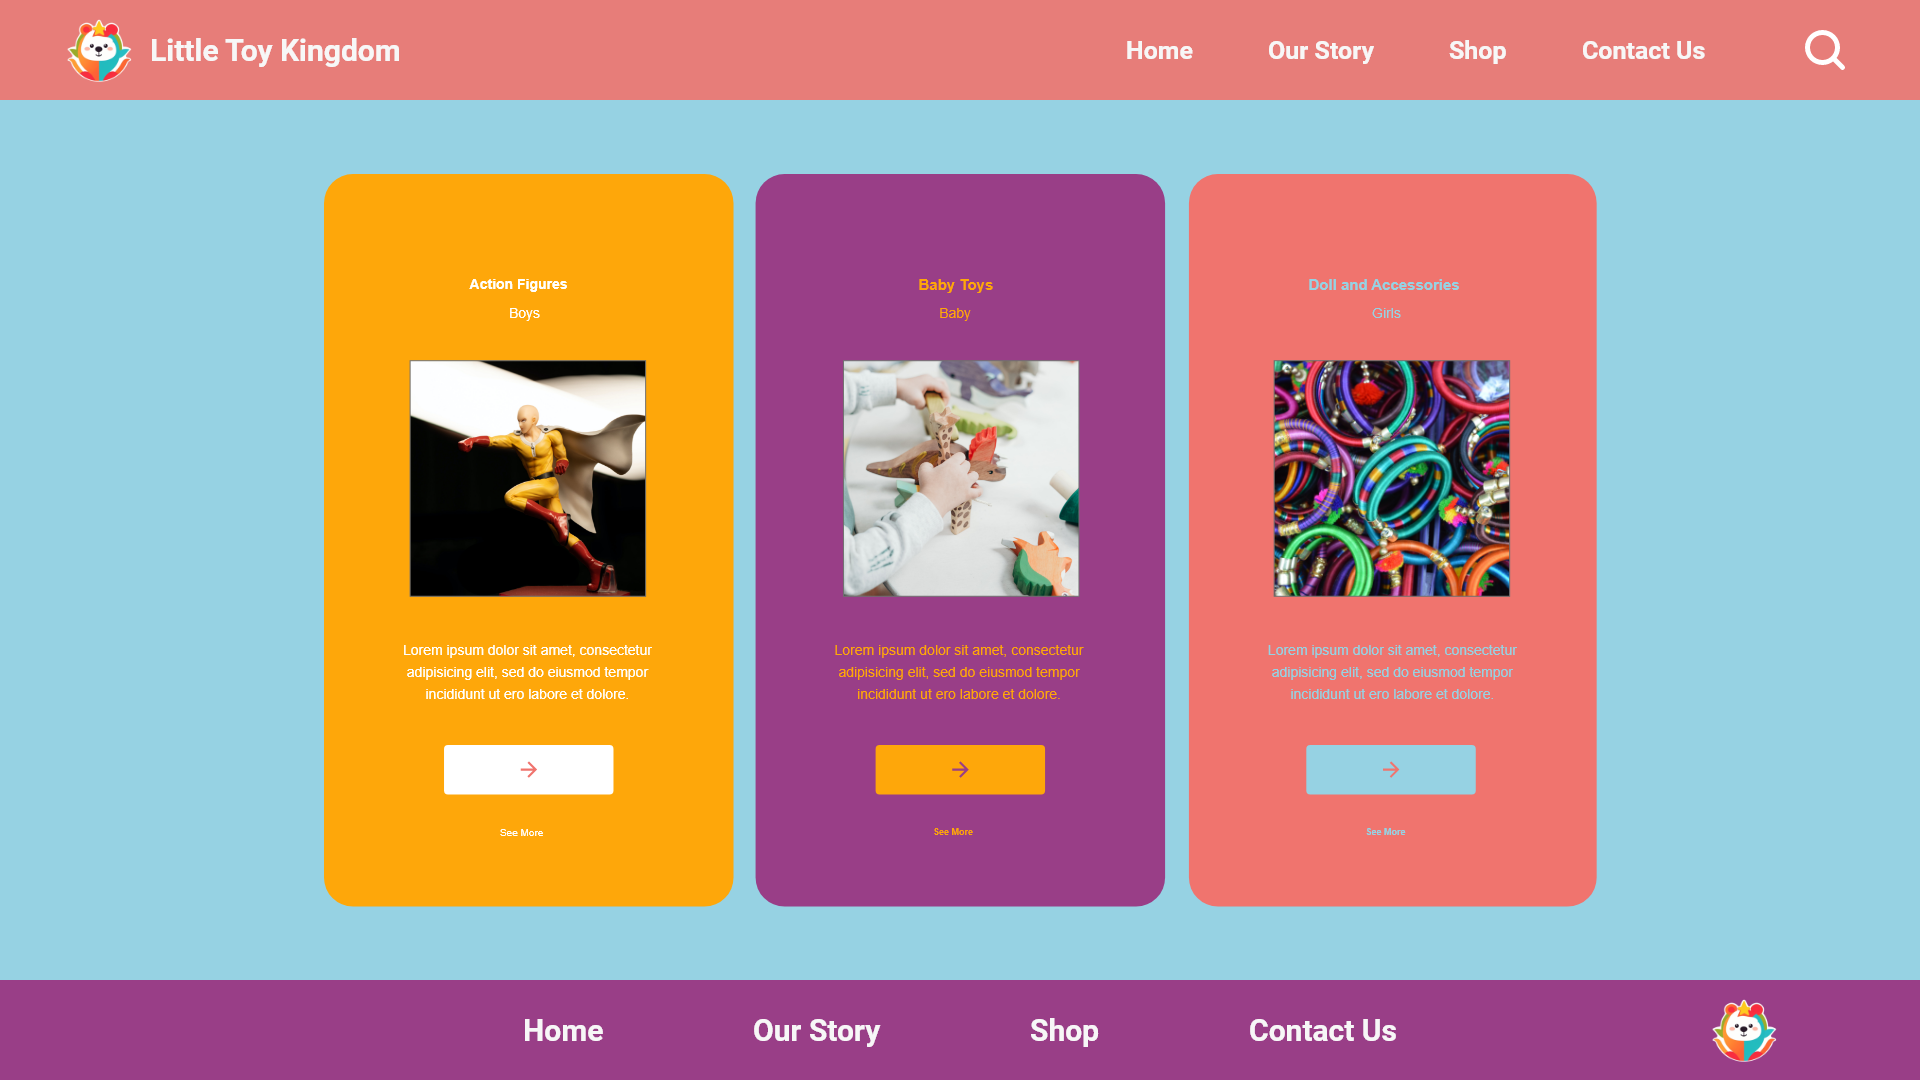 Little Toy Kingdom
Home
Our Story
Shop
Contact Us
Action Figures
Boys
Lorem ipsum dolor sit amet, consectetur
adipisicing elit, sed do eiusmod tempor
incididunt ut ero labore et dolore.
See More
Baby Toys
Baby
Lorem ipsum dolor sit amet, consectetur
adipisicing elit, sed do eiusmod tempor
incididunt ut ero labore et dolore.
See More
Doll and Accessories
Girls
Lorem ipsum dolor sit amet, consectetur
adipisicing elit, sed do eiusmod tempor
incididunt ut ero labore et dolore.
See More
Home
Our Story
Shop
Contact Us